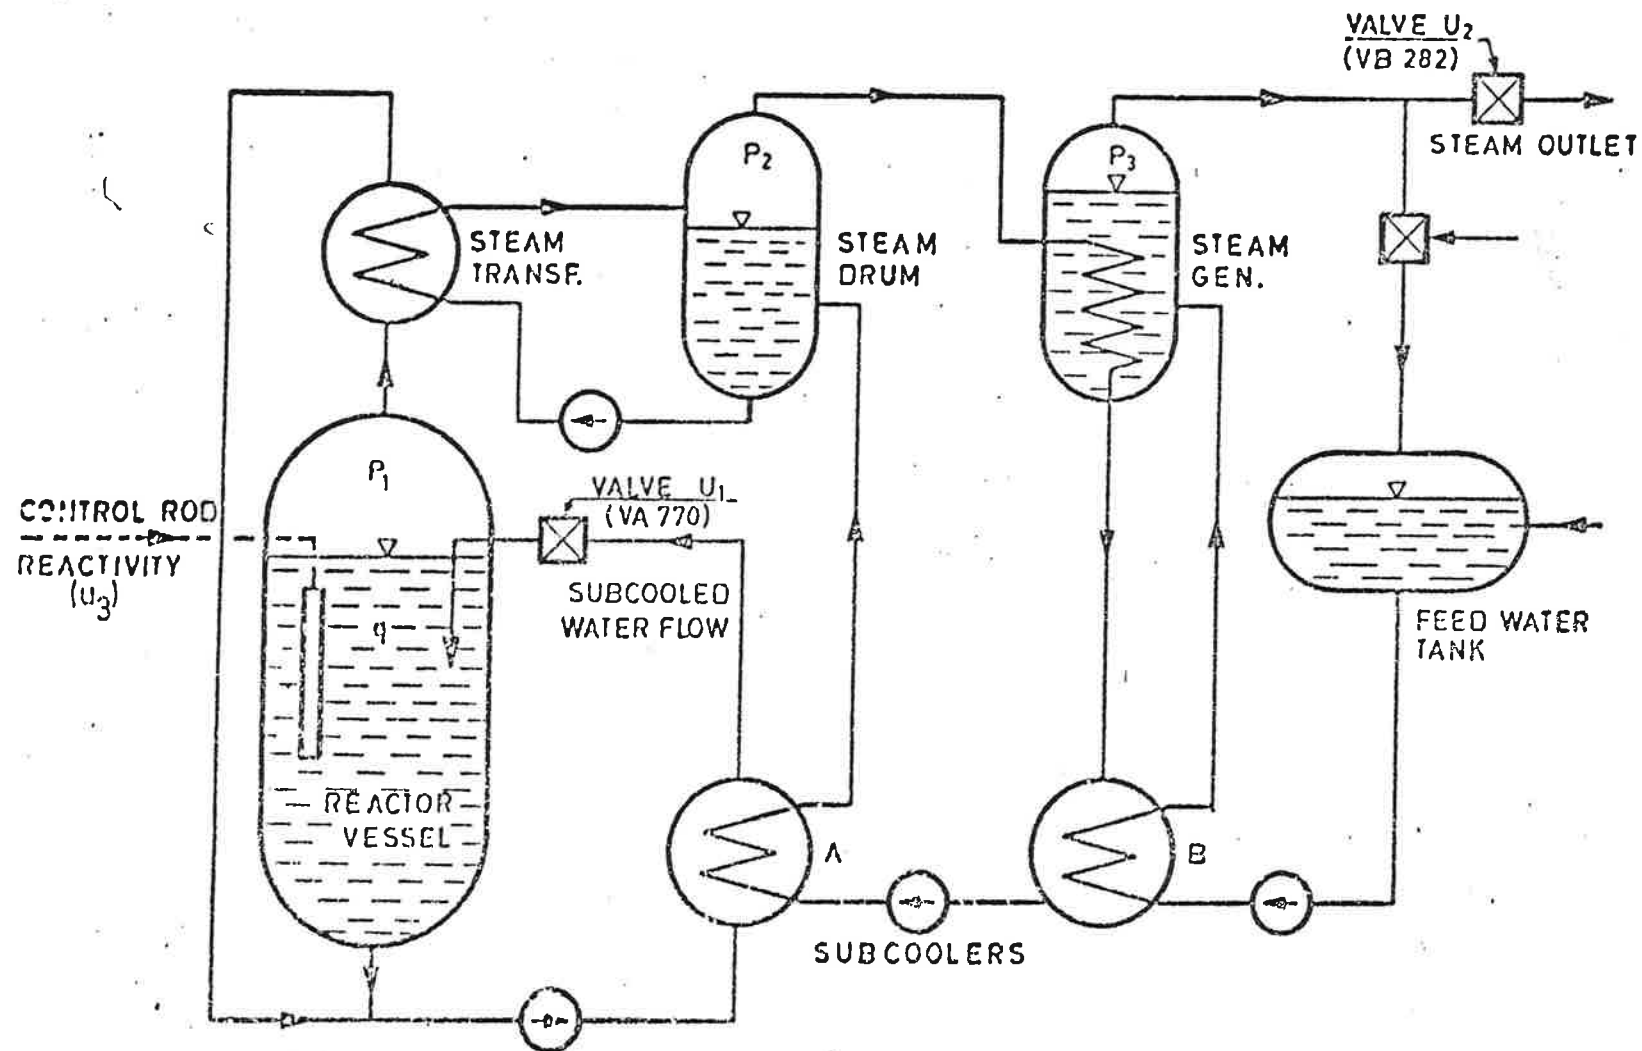 VALVE U2
(VB 282)
STEAM OUTLET
P2
P3
STEAM
TRANSF.
STEAM
DRUM
STEAM
GEN.
P1
VALVE U1
(VA 770)
CONTROL ROD
REACTIVITY
(u3)
SUBCOOLED
WATER FLOW
q
FEED WATER
TANK
REACTOR
VESSEL
A
B
SUBCOOLERS